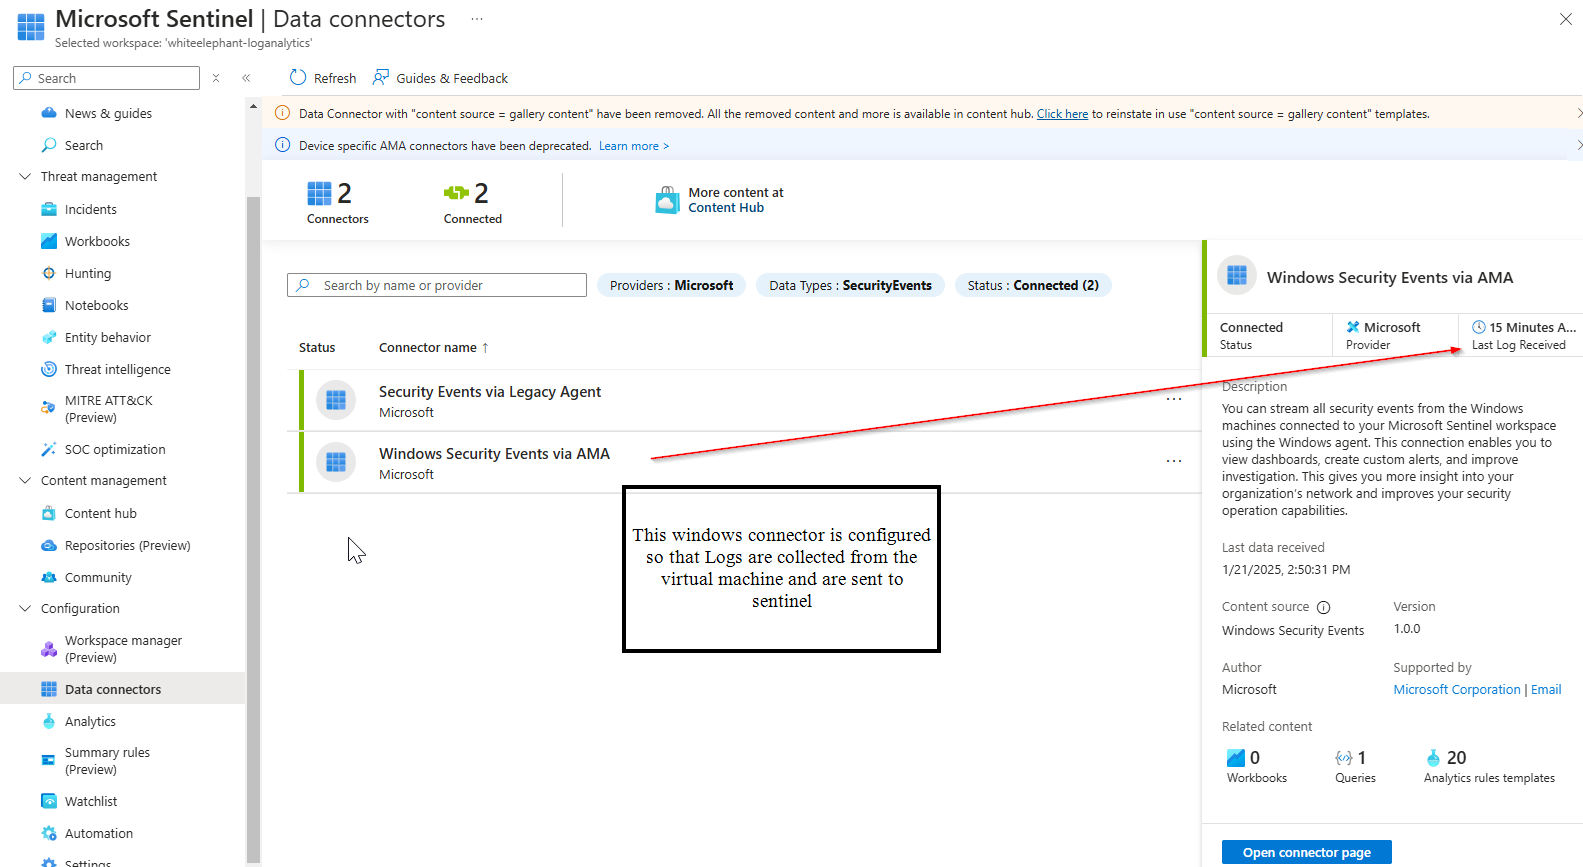 Microsoft Sentinel | Data connectors ...
Selected workspace: 'whiteelephant-loganalytics'
Search
Refresh
Guides & Feedback
News & guides
Search
Threat management
Incidents
Workbooks
Hunting
Notebooks
Entity behavior
Threat intelligence
MITRE ATT&CK
(Preview)
SOC optimization
Content management
Content hub
Repositories (Preview)
Community
Configuration
Workspace manager
(Preview)
Data connectors
Analytics
Summary rules
(Preview)
Watchlist
Automation
Settings
Data Connector with "content source = gallery content" have been removed. All the removed content and more is available in content hub. Click here to reinstate in use "content source = gallery content" templates.
Device specific AMA connectors have been deprecated. Learn more >
2
Connectors
2
Connected
More content at
Content Hub
Search by name or provider
Providers : Microsoft
Data Types : SecurityEvents
Status : Connected (2)
Status
Connector name ↑
Security Events via Legacy Agent
Microsoft
...
Windows Security Events via AMA
Microsoft
...
This windows connector is configured
so that Logs are collected from the
virtual machine and are sent to
sentinel
Windows Security Events via AMA
Connected
Status
Microsoft
Provider
15 Minutes A...
Last Log Received
Description
You can stream all security events from the Windows
machines connected to your Microsoft Sentinel workspace
using the Windows agent. This connection enables you to
view dashboards, create custom alerts, and improve
investigation. This gives you more insight into your
organization's network and improves your security
operation capabilities.
Last data received
1/21/2025, 2:50:31 PM
Content source
Windows Security Events
Version
1.0.0
Author
Microsoft
Supported by
Microsoft Corporation | Email
Related content
0
Workbooks
1
Queries
20
Analytics rules templates
Open connector page